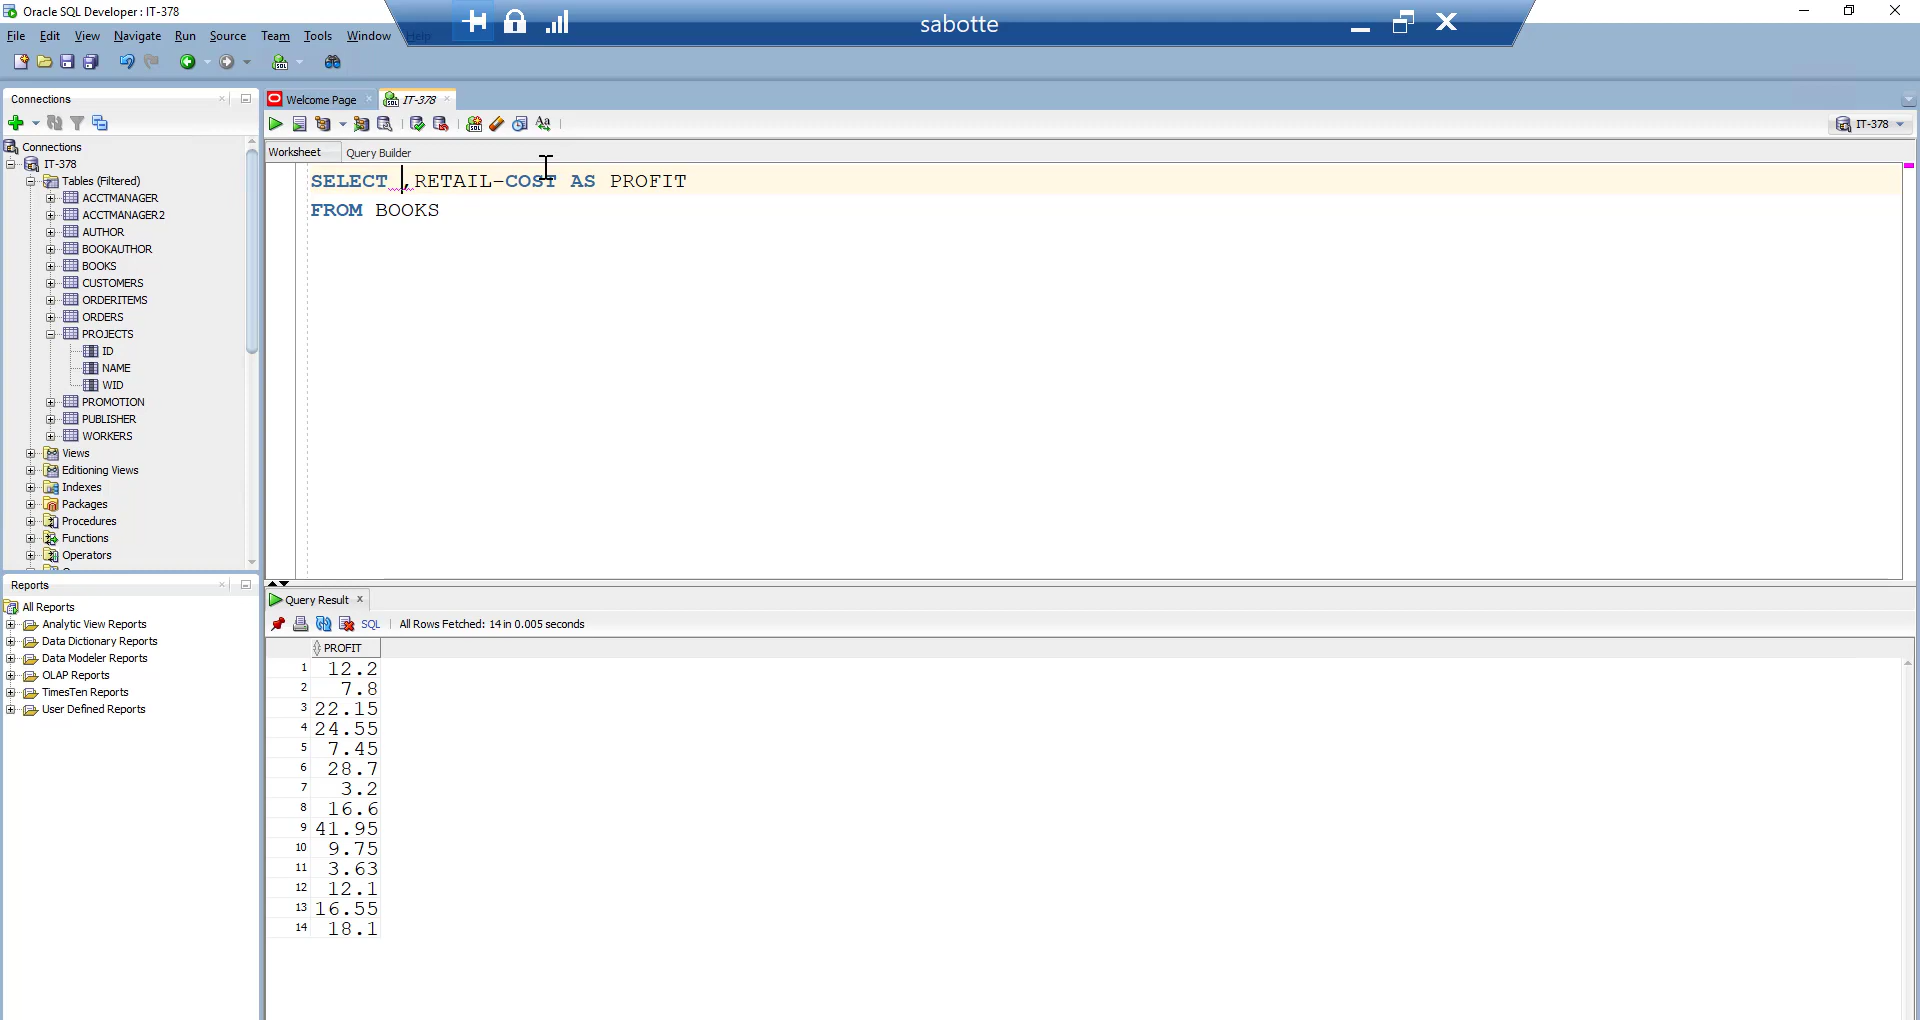 Oracle SQL Developer : IT-378
sabotte
File Edit View Navigate Run Source Team Tools Window Help
Connections
Welcome Page
IT-378
IT-378
Worksheet
Query Builder
Connections
IT-378
Tables (Filtered)
ACCTMANAGER
ACCTMANAGER2
AUTHOR
BOOKAUTHOR
BOOKS
CUSTOMERS
ORDERITEMS
ORDERS
PROJECTS
ID
NAME
WID
PROMOTION
PUBLISHER
WORKERS
Views
Editioning Views
Indexes
Packages
Procedures
Functions
Operators
SELECT ,RETAIL-COST AS PROFIT
FROM BOOKS
Reports
All Reports
Analytic View Reports
Data Dictionary Reports
Data Modeler Reports
OLAP Reports
TimesTen Reports
User Defined Reports
Query Result
SQL
All Rows Fetched: 14 in 0.005 seconds
PROFIT
1 12.2
2 7.8
3 22.15
4 24.55
5 7.45
6 28.7
7 3.2
8 16.6
9 41.95
10 9.75
11 3.63
12 12.1
13 16.55
14 18.1